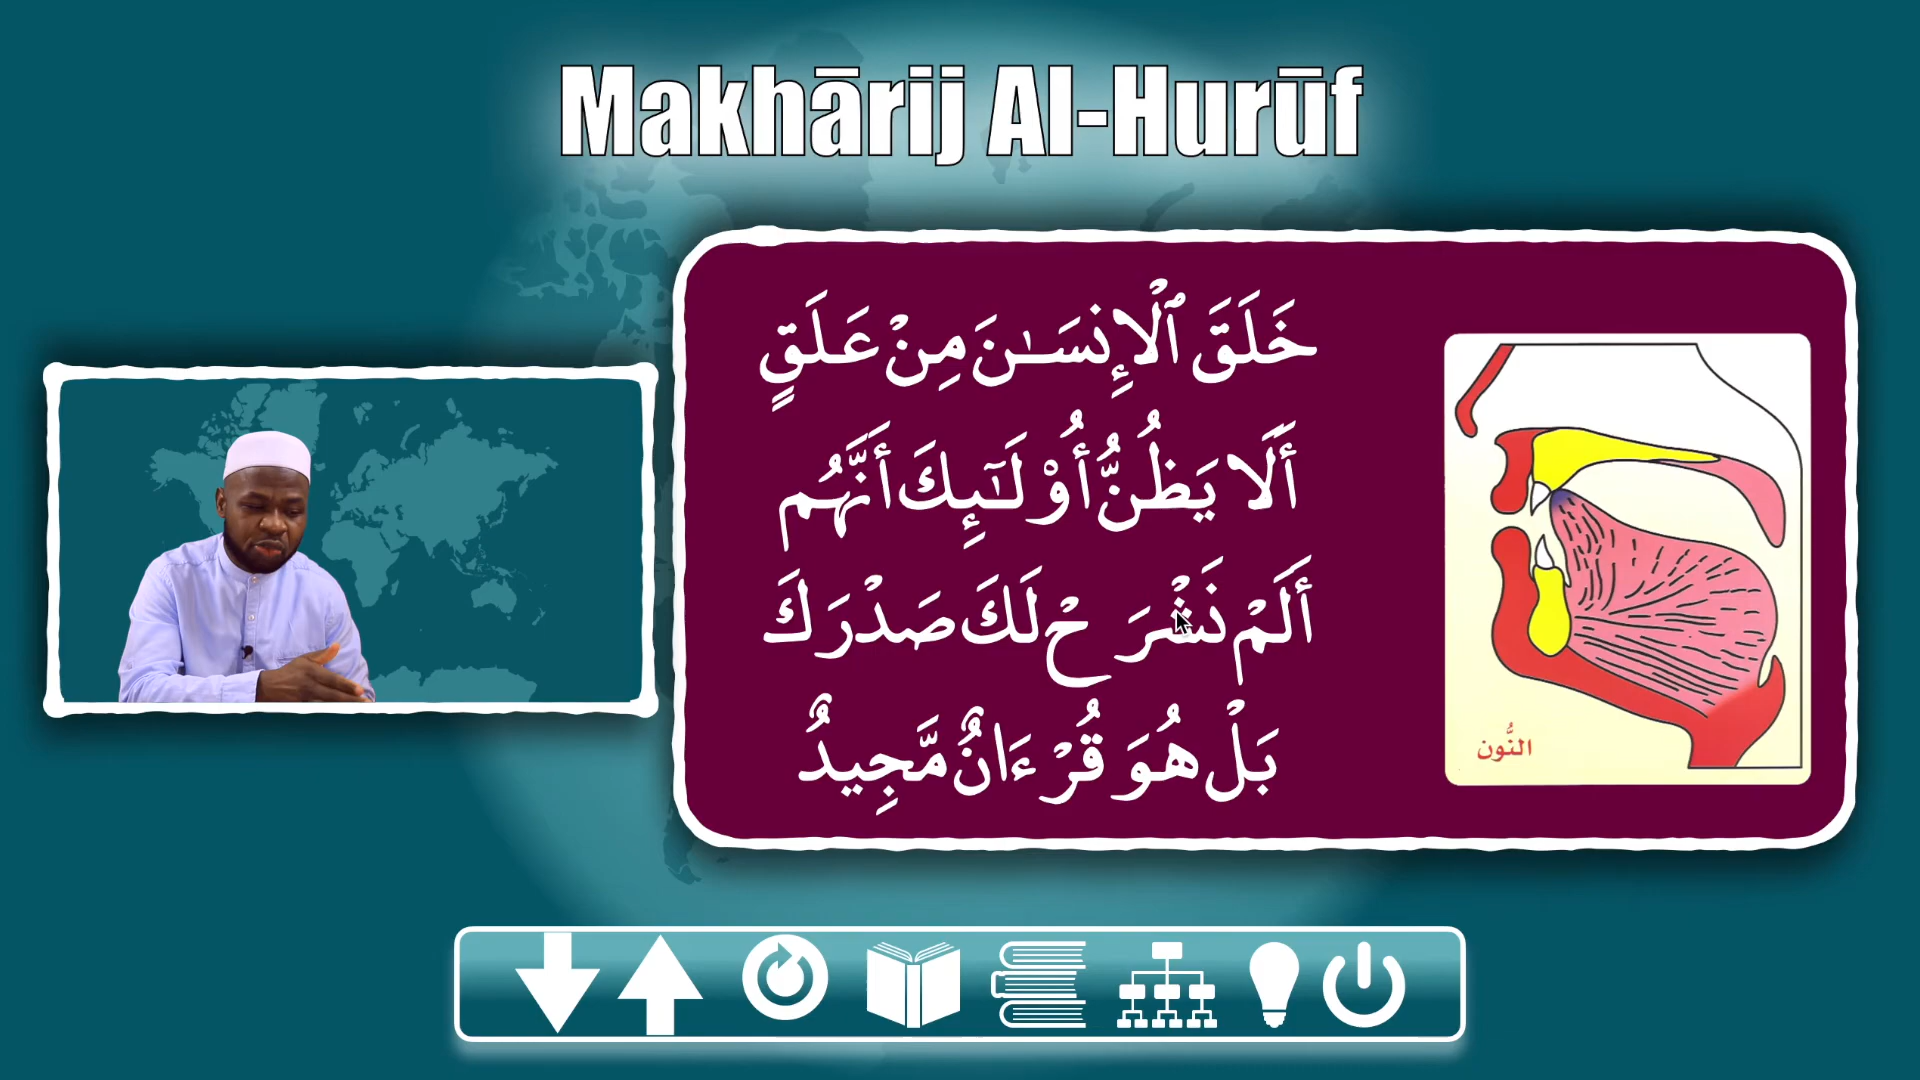 Makhārij Al-Hurūf
خَلَقَ ٱلْإِنسَـٰنَ مِنْ عَلَقٍ
أَلَا يَظُنُّ أُوْلَـٰٓئِكَ أَنَّهُم
أَلَمْ نَشْرَحْ لَكَ صَدْرَكَ
بَلْ هُوَ قُرْءَانٌ مَّجِيدٌ
النُّون